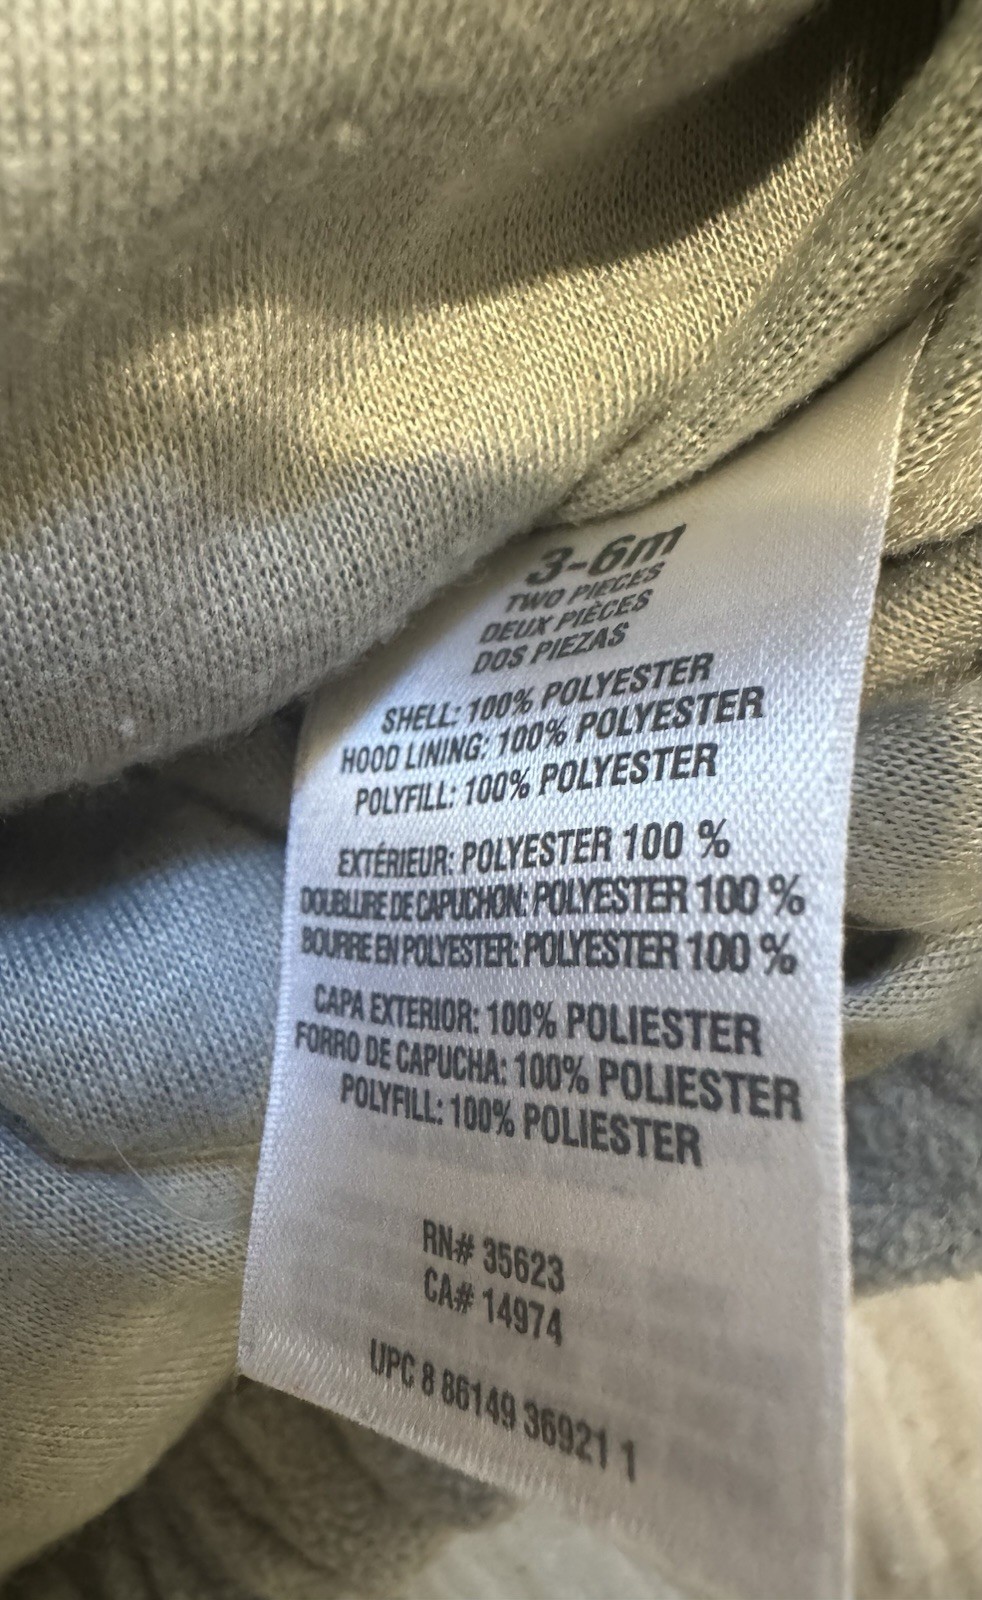 3-6m
TWO PIECES
DEUX PIÈCES
DOS PIEZAS
SHELL: 100% POLYESTER
HOOD LINING: 100% POLYESTER
POLYFILL: 100% POLYESTER
EXTÉRIEUR: POLYESTER 100 %
DOUBLURE DE CAPUCHON: POLYESTER 100 %
BOURRE EN POLYESTER: POLYESTER 100 %
CAPA EXTERIOR: 100% POLIESTER
FORRO DE CAPUCHA: 100% POLIESTER
POLYFILL: 100% POLIESTER
RN# 35623
CA# 14974
UPC 8 86149 36921 1